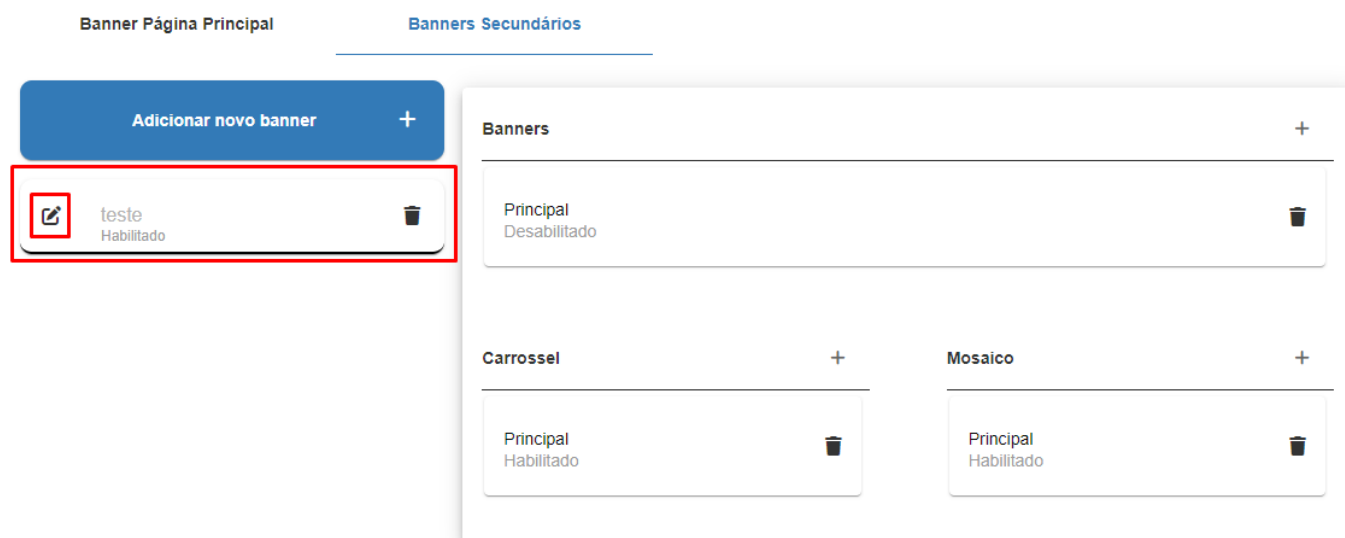 Banner Página Principal
Banners Secundários
Adicionar novo banner
teste
Habilitado
Banners
Principal
Desabilitado
Carrossel
Principal
Habilitado
Mosaico
Principal
Habilitado